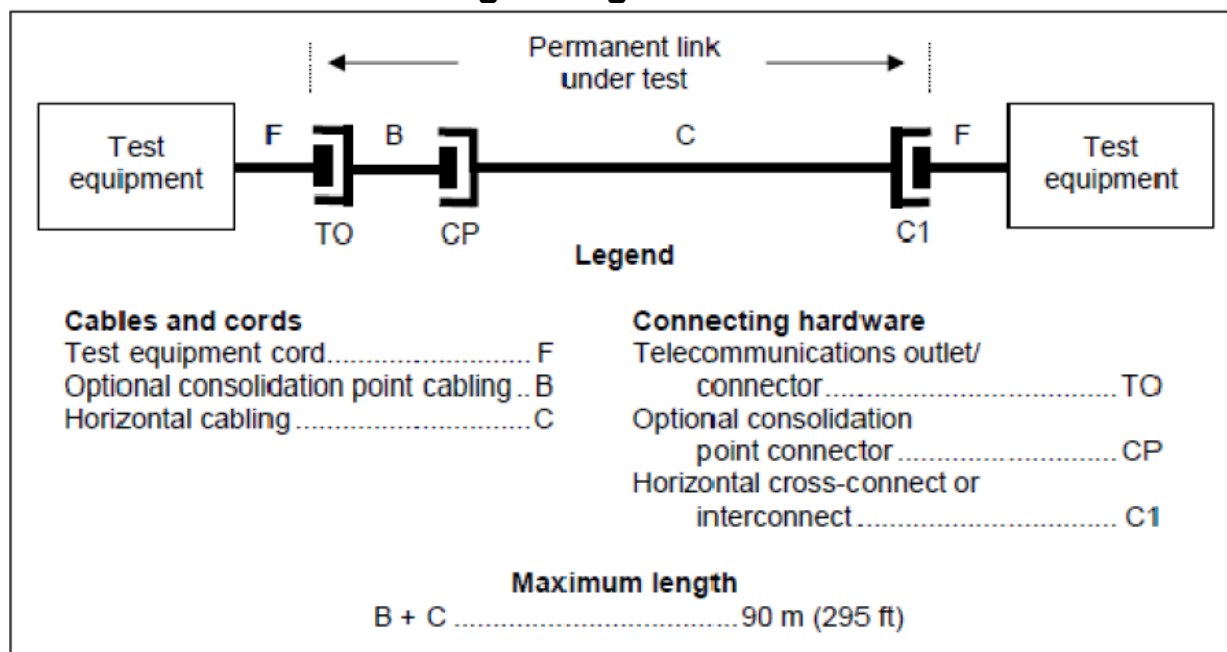 Permanent link
under test
F
B
C
F
Test
equipment
Test
equipment
TO
CP
C1
Legend
Cables and cords
Test equipment cord............................ F
Optional consolidation point cabling .. B
Horizontal cabling ................................ C
Connecting hardware
Telecommunications outlet/
connector ........................................ TO
Optional consolidation
point connector .............................. CP
Horizontal cross-connect or
interconnect ................................... C1
Maximum length
B + C ....................................... 90 m (295 ft)